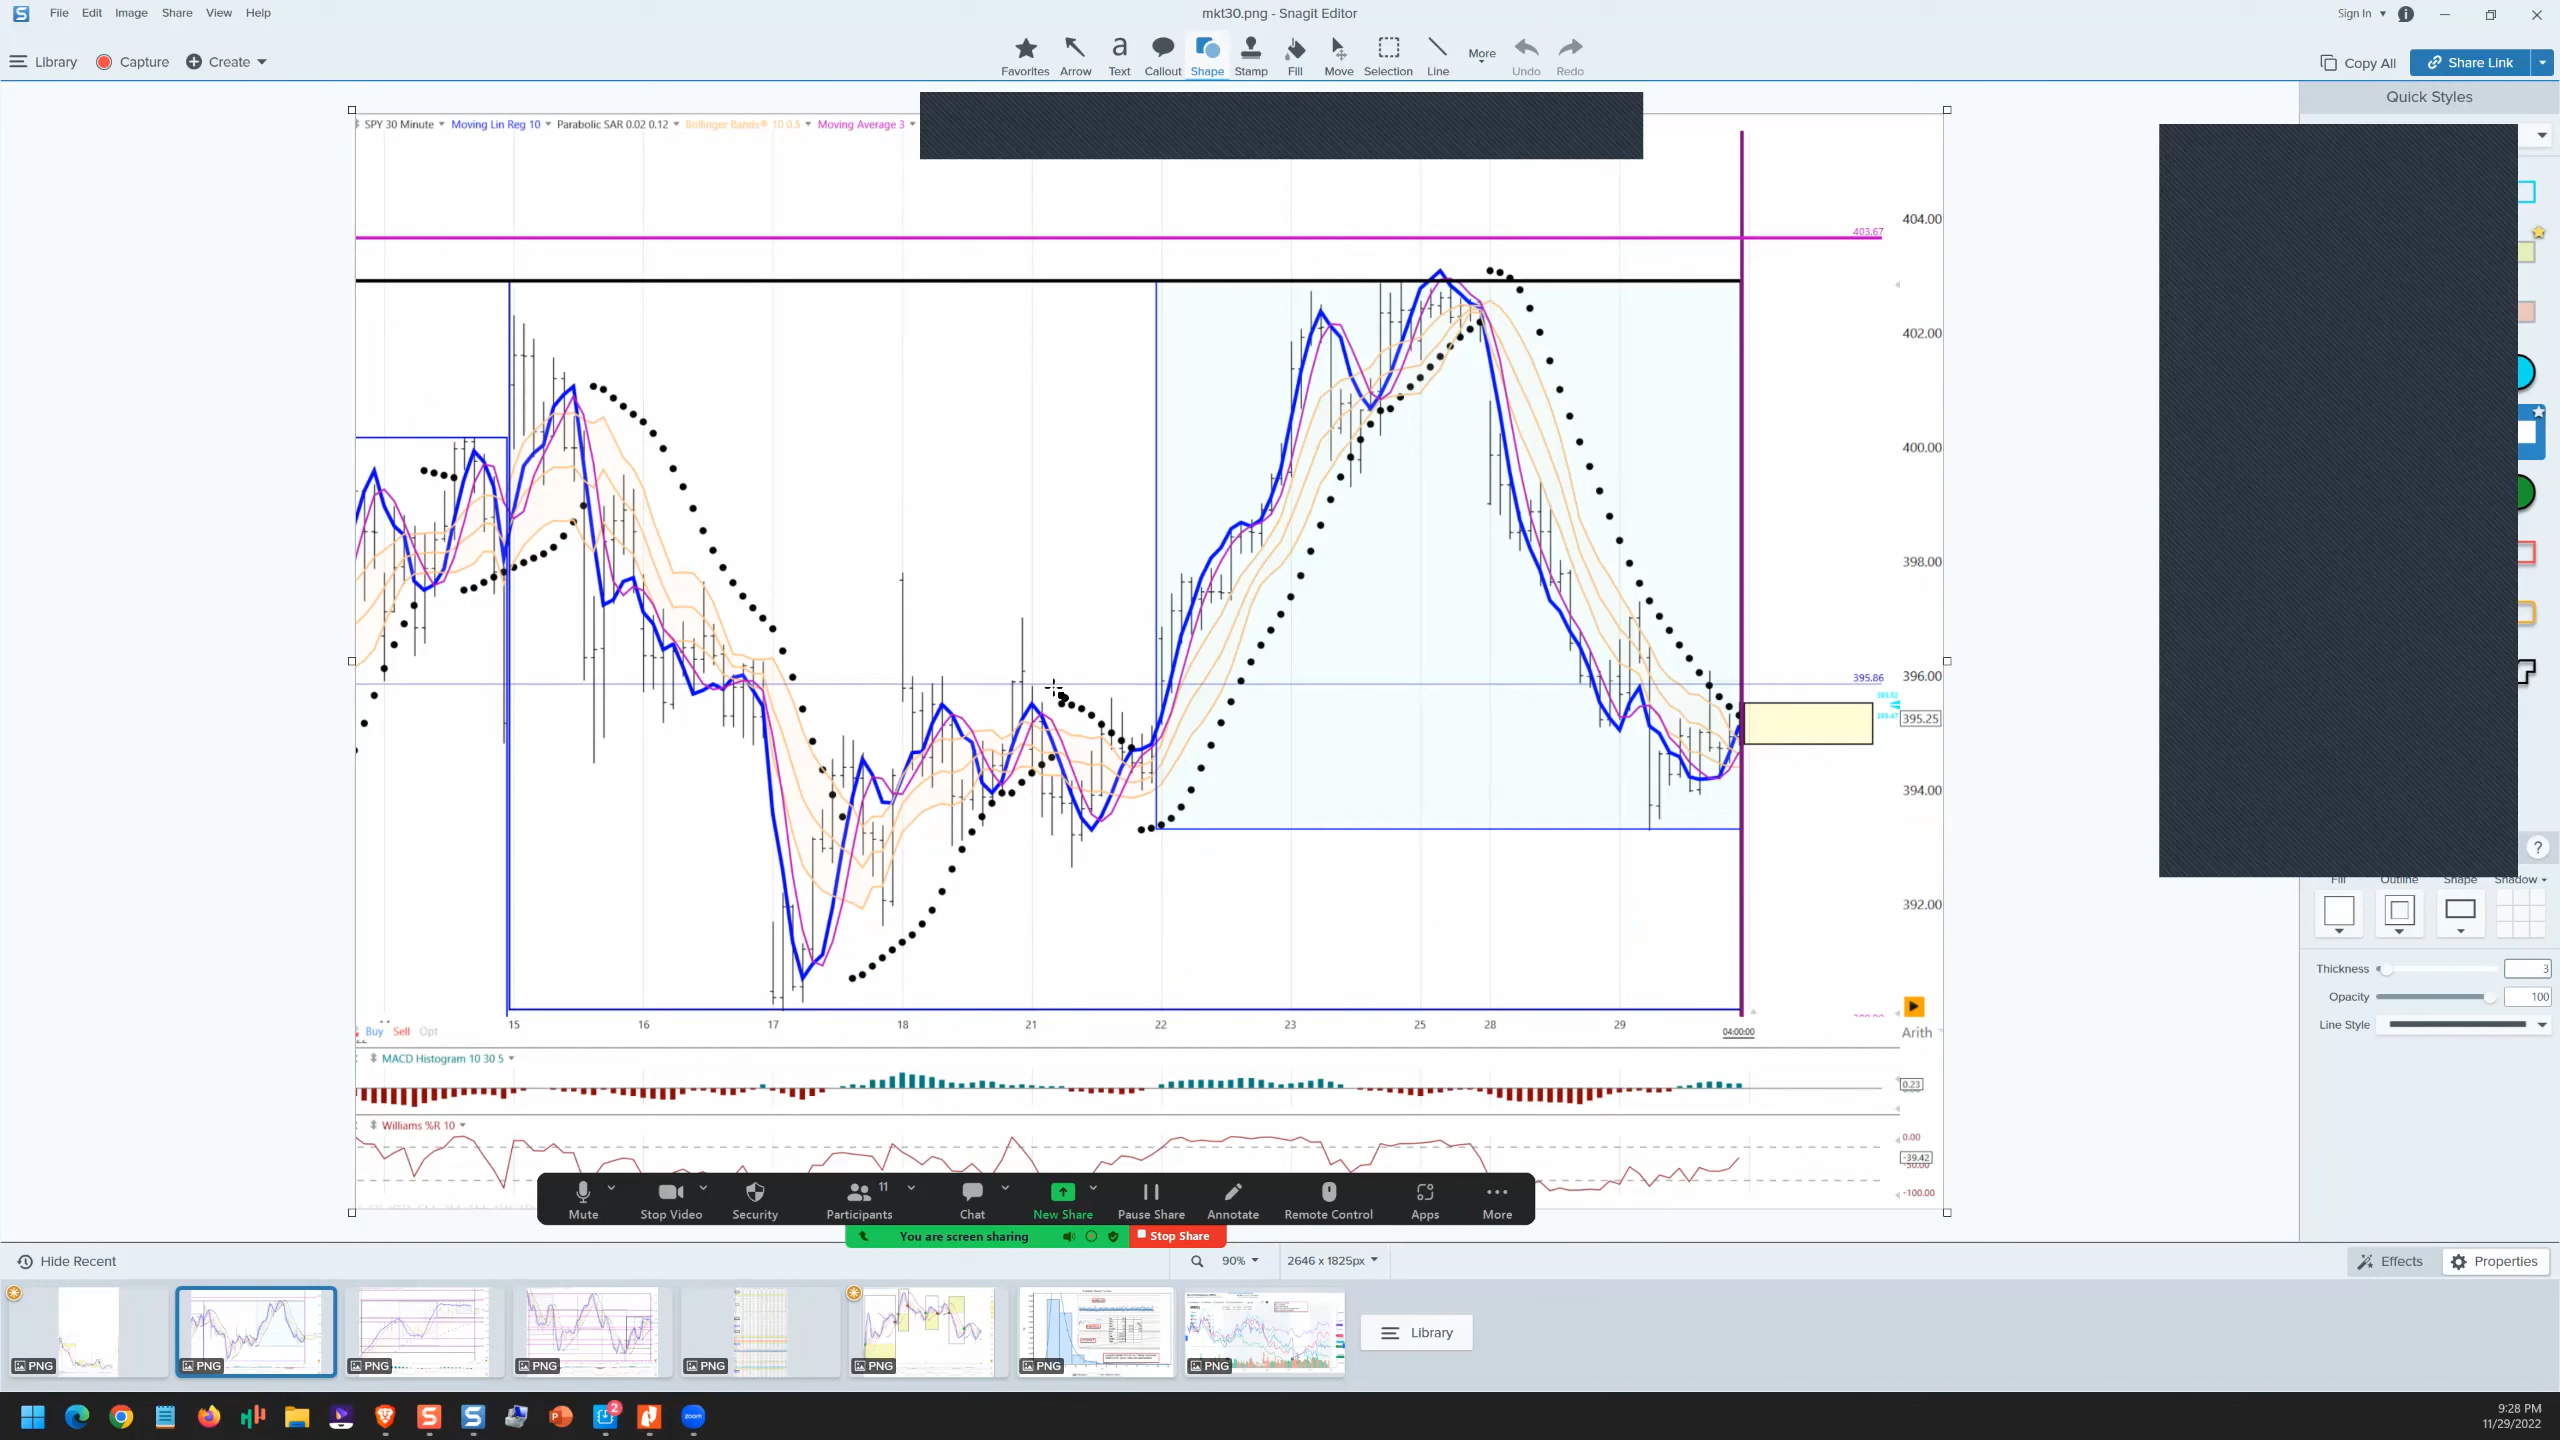 File Edit Image Share View Help
mkt30.png - Snagit Editor
Sign In
Library Capture Create
Favorites Arrow Text Callout Shape Stamp Fill Move Selection Line More Undo Redo
Copy All Share Link
Quick Styles
SPY 30 Minute Moving Lin Reg 10 Parabolic SAR 0.02 0.12 Bollinger Bands® 10 0.5 Moving Average 3
404.00
403.67
402.00
400.00
398.00
396.00
395.86
395.25
394.00
392.00
15 16 17 18 21 22 23 25 28 29 04:00:00
Buy Sell Opt
Arith
MACD Histogram 10 30 5
0.23
Williams %R 10
0.00
-39.42
-100.00
Fill Outline Shape Shadow
Thickness 3
Opacity 100
Line Style
Mute Stop Video Security Participants 11 Chat New Share Pause Share Annotate Remote Control Apps More
You are screen sharing Stop Share
Hide Recent
90% 2646 x 1825px
Effects Properties
PNG PNG PNG PNG PNG PNG PNG PNG
Library
2
zoom
9:28 PM
11/29/2022